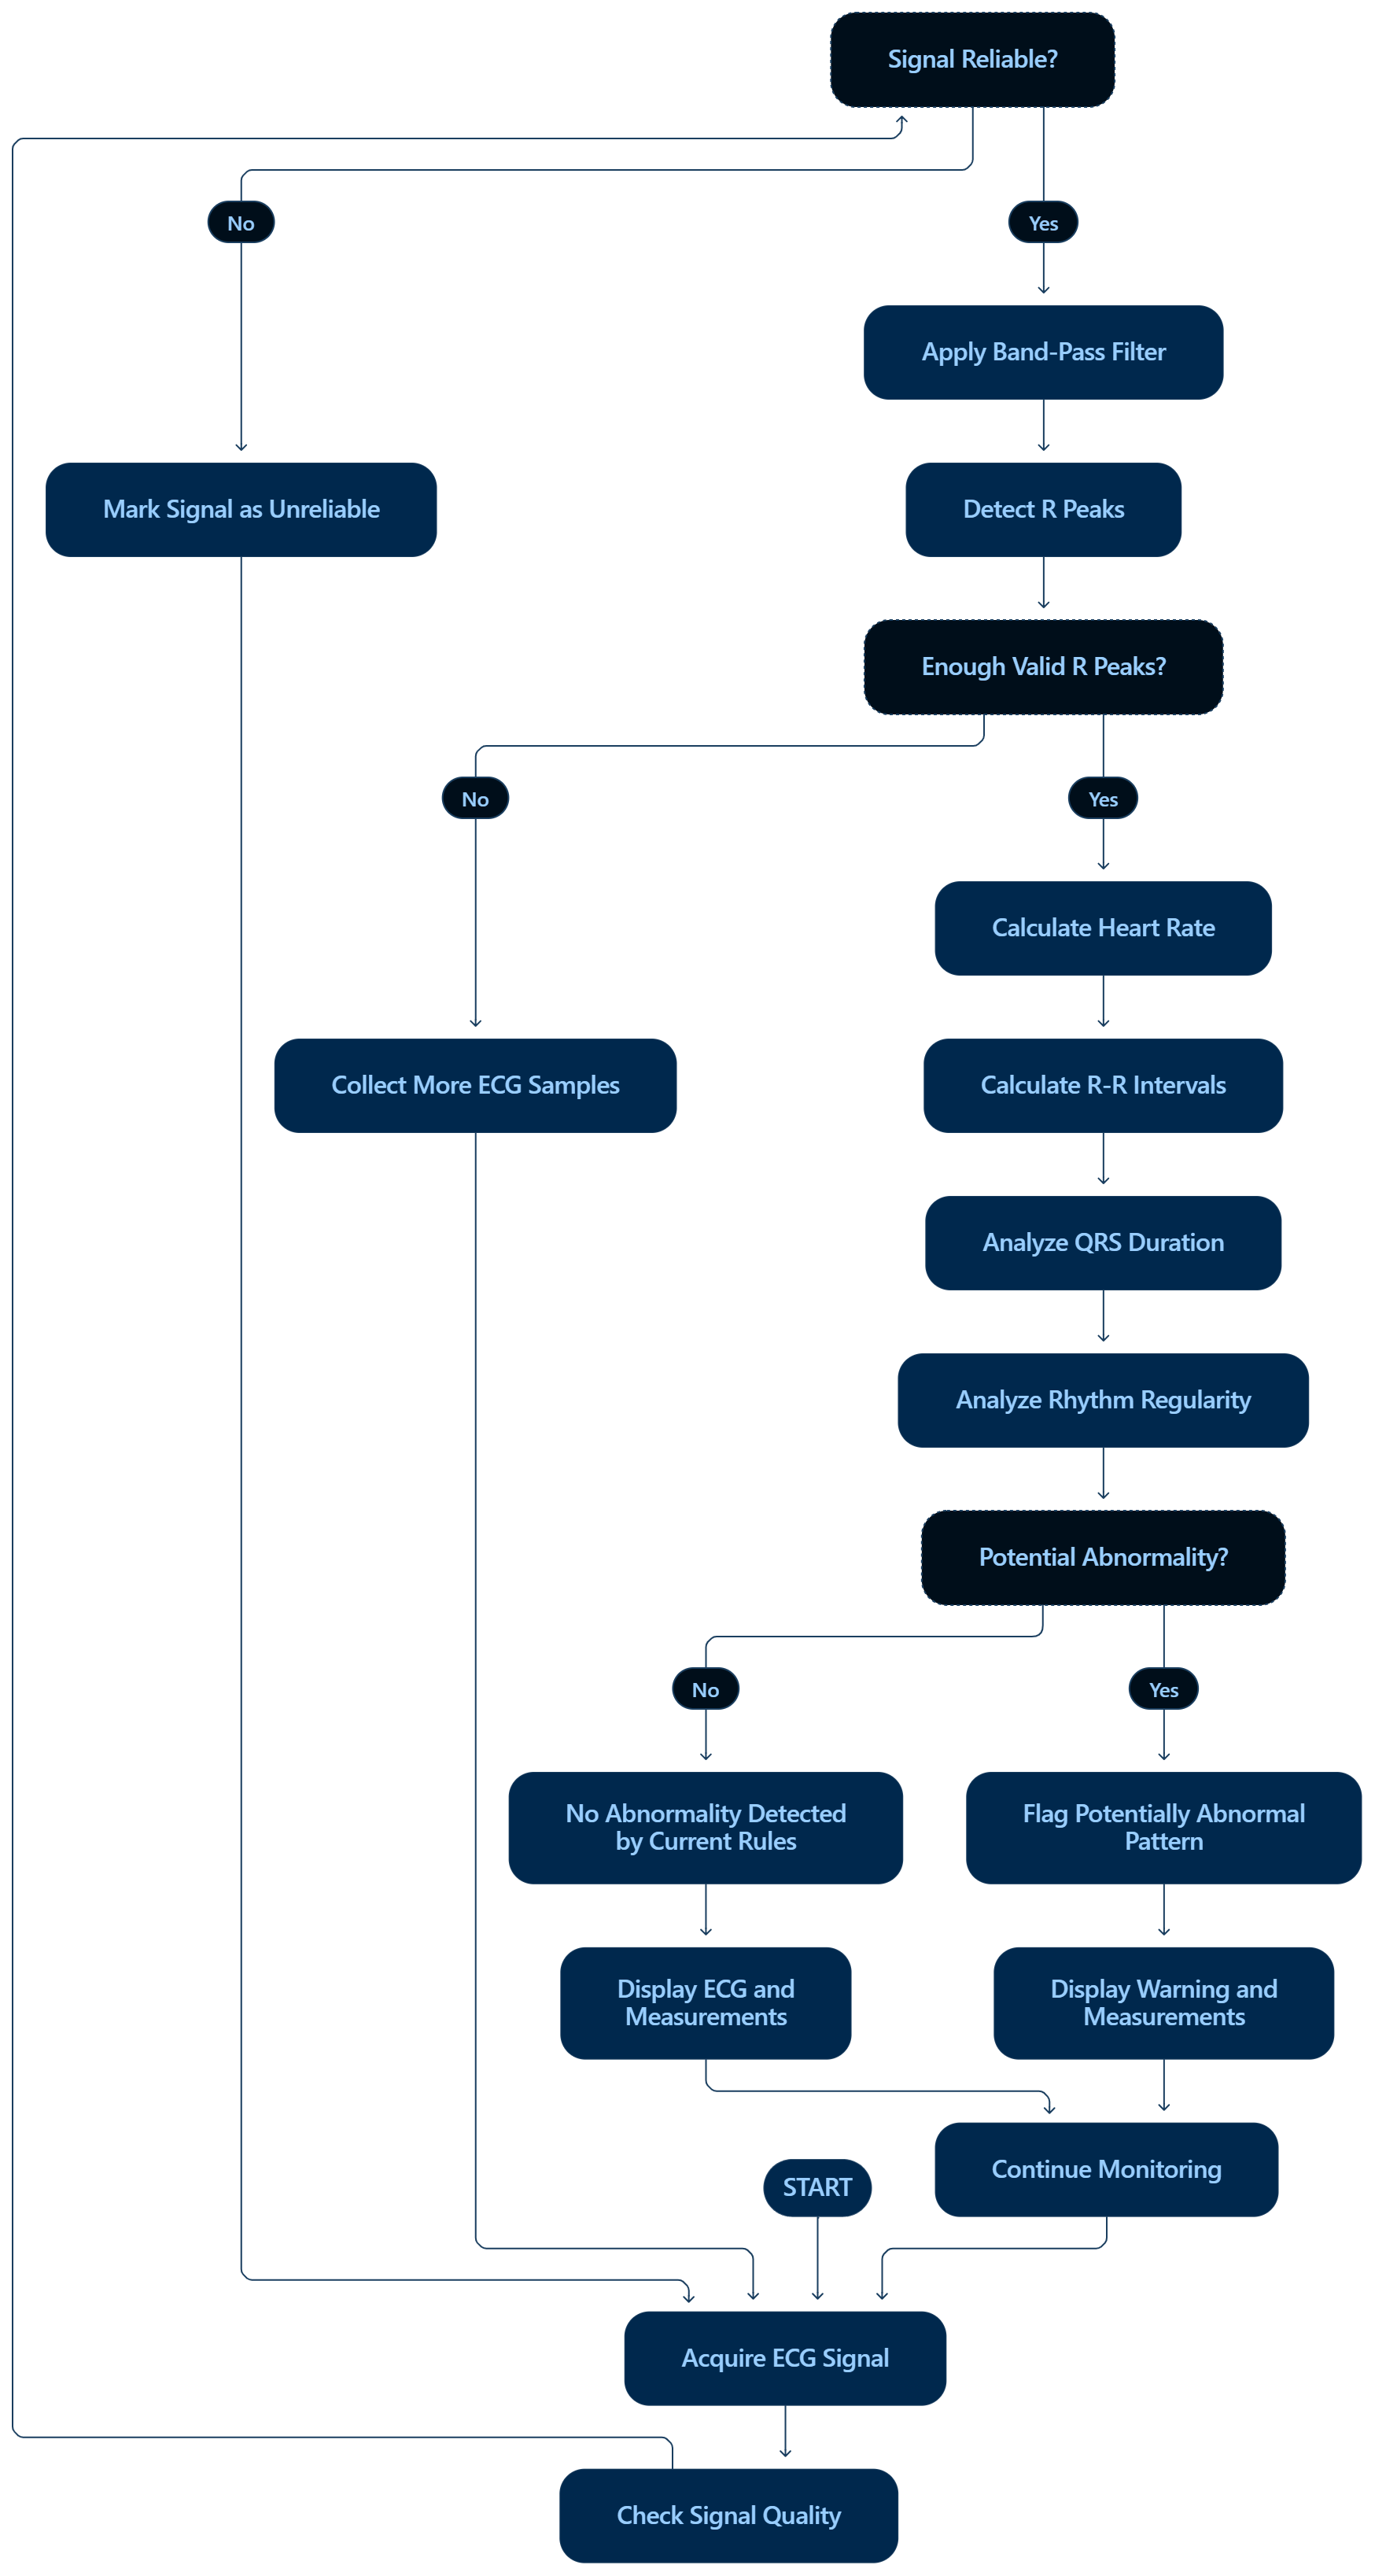 Signal Reliable?
No
Yes
Apply Band-Pass Filter
Mark Signal as Unreliable
Detect R Peaks
Enough Valid R Peaks?
No
Yes
Calculate Heart Rate
Collect More ECG Samples
Calculate R-R Intervals
Analyze QRS Duration
Analyze Rhythm Regularity
Potential Abnormality?
No
Yes
No Abnormality Detected
by Current Rules
Flag Potentially Abnormal
Pattern
Display ECG and
Measurements
Display Warning and
Measurements
Continue Monitoring
START
Acquire ECG Signal
Check Signal Quality